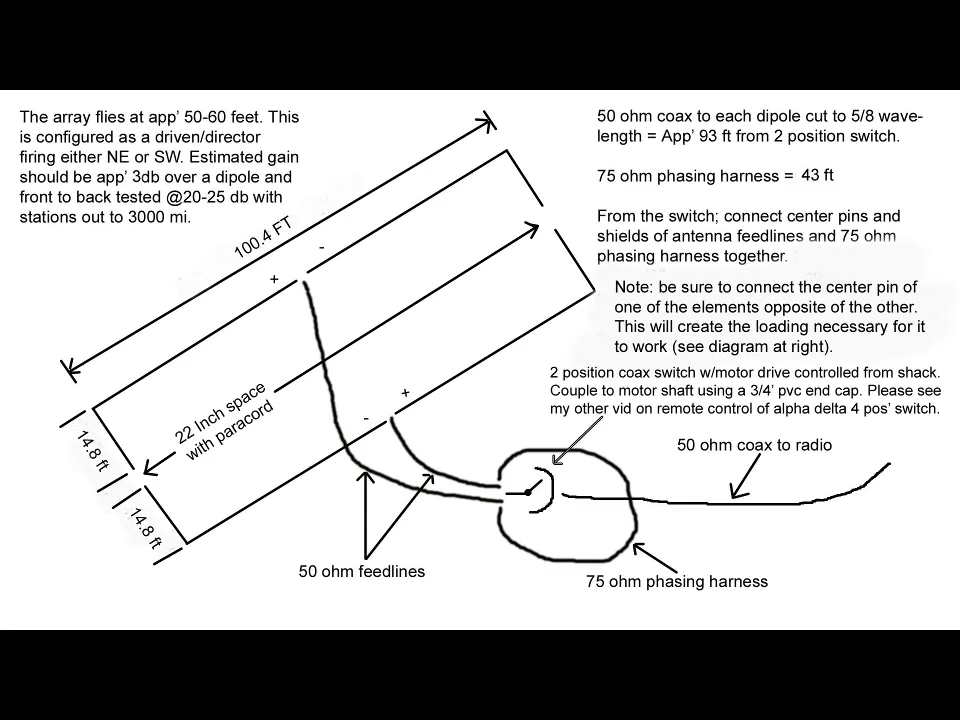 The array flies at app' 50-60 feet. This
is configured as a driven/director
firing either NE or SW. Estimated gain
should be app' 3db over a dipole and
front to back tested @20-25 db with
stations out to 3000 mi.
50 ohm coax to each dipole cut to 5/8 wave-
length = App' 93 ft from 2 position switch.
75 ohm phasing harness = 43 ft
From the switch; connect center pins and
shields of antenna feedlines and 75 ohm
phasing harness together.
Note: be sure to connect the center pin of
one of the elements opposite of the other.
This will create the loading necessary for it
to work (see diagram at right).
2 position coax switch w/motor drive controlled from shack.
Couple to motor shaft using a 3/4' pvc end cap. Please see
my other vid on remote control of alpha delta 4 pos' switch.
100.4 FT
-
+
22 Inch space
with paracord
+
-
14.8 ft
14.8 ft
50 ohm coax to radio
50 ohm feedlines
75 ohm phasing harness